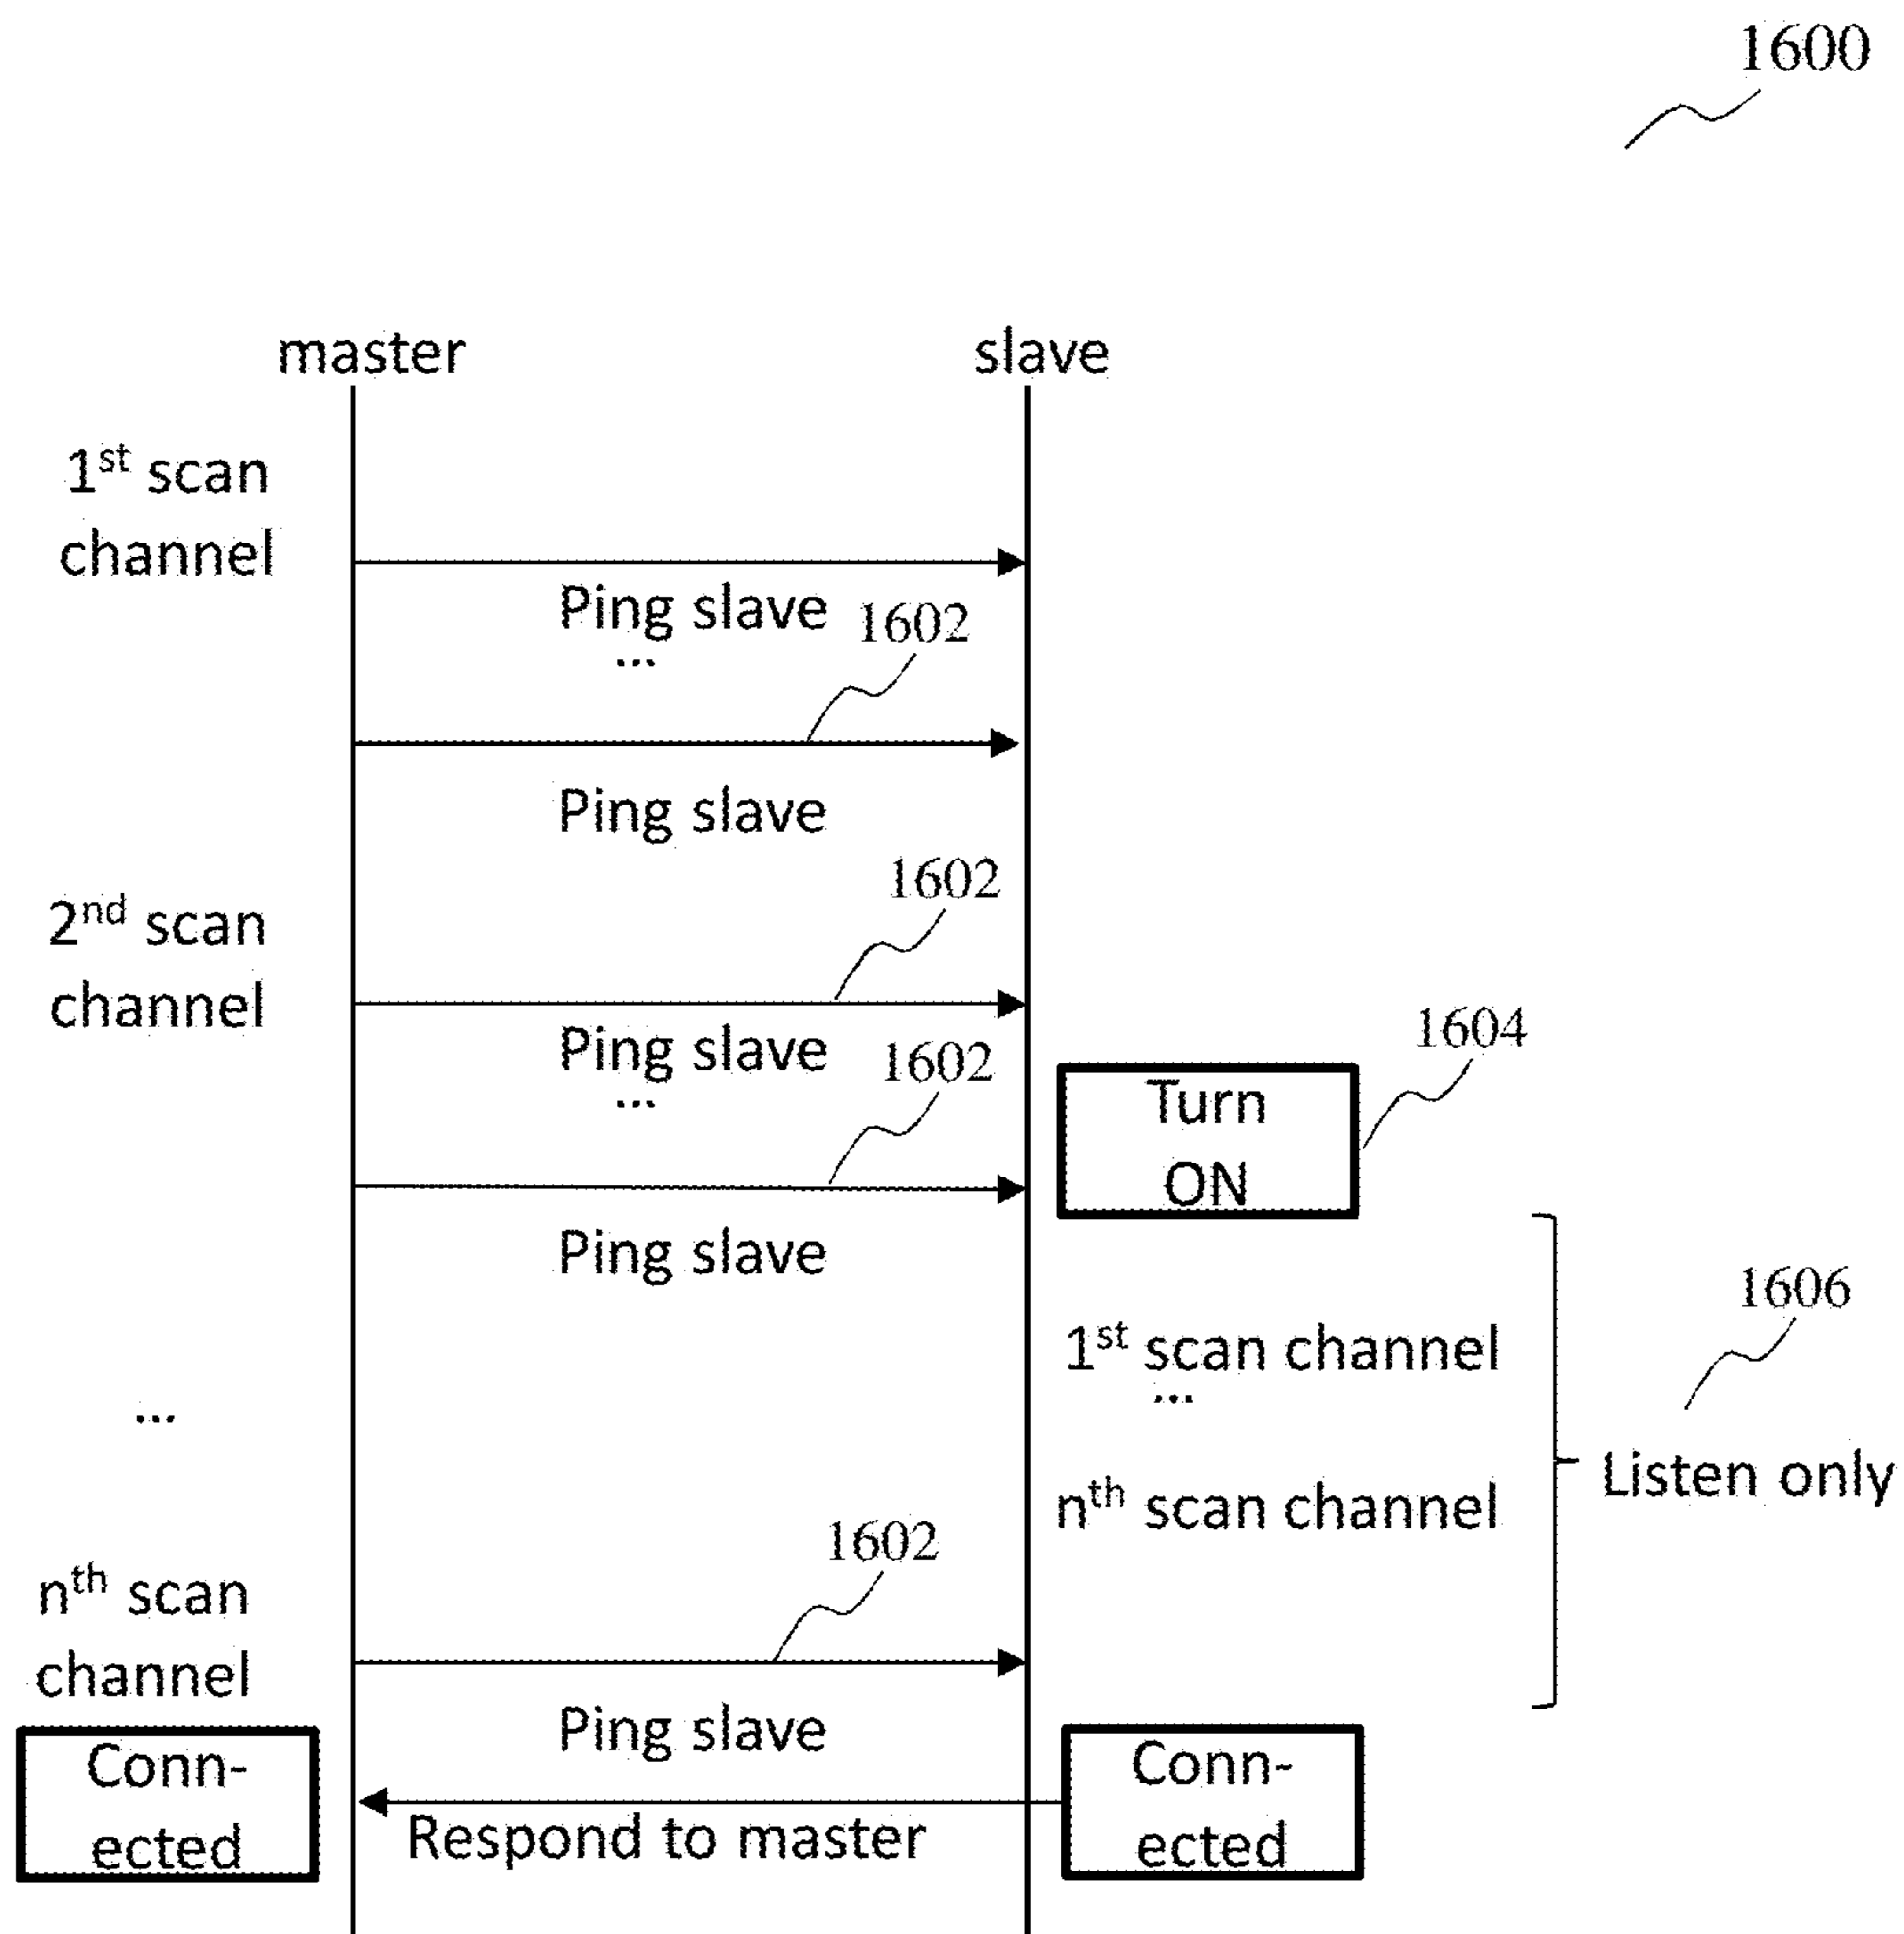 1600
master
slave
1st scan
channel
Ping slave
1602
...
Ping slave
1602
2nd scan
channel
Ping slave
1602
...
1604
Turn
ON
Ping slave
1606
1st scan channel
...
...
Listen only
nth scan channel
1602
nth scan
channel
Ping slave
Conn-
ected
Conn-
ected
Respond to master